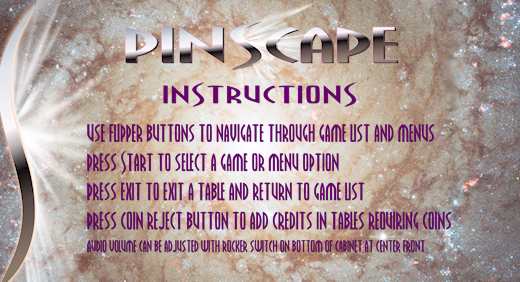 PINSCAPE
INSTRUCTIONS
USE FLIPPER BUTTONS TO NAVIGATE THROUGH GAME LIST AND MENUS
PRESS START TO SELECT A GAME OR MENU OPTION
PRESS EXIT TO EXIT A TABLE AND RETURN TO GAME LIST
PRESS COIN REJECT BUTTON TO ADD CREDITS IN TABLES REQUIRING COINS
AUDIO VOLUME CAN BE ADJUSTED WITH ROCKER SWITCH ON BOTTOM OF CABINET AT CENTER FRONT